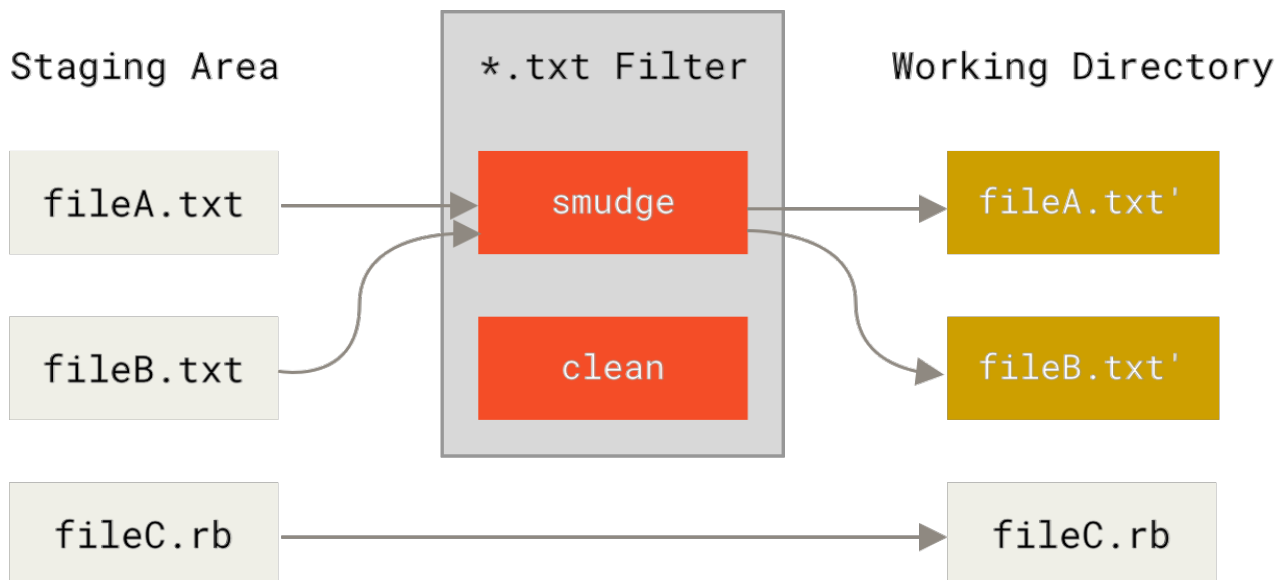 Staging Area
*.txt Filter
Working Directory
fileA.txt
smudge
fileA.txt'
fileB.txt
clean
fileB.txt'
fileC.rb
fileC.rb